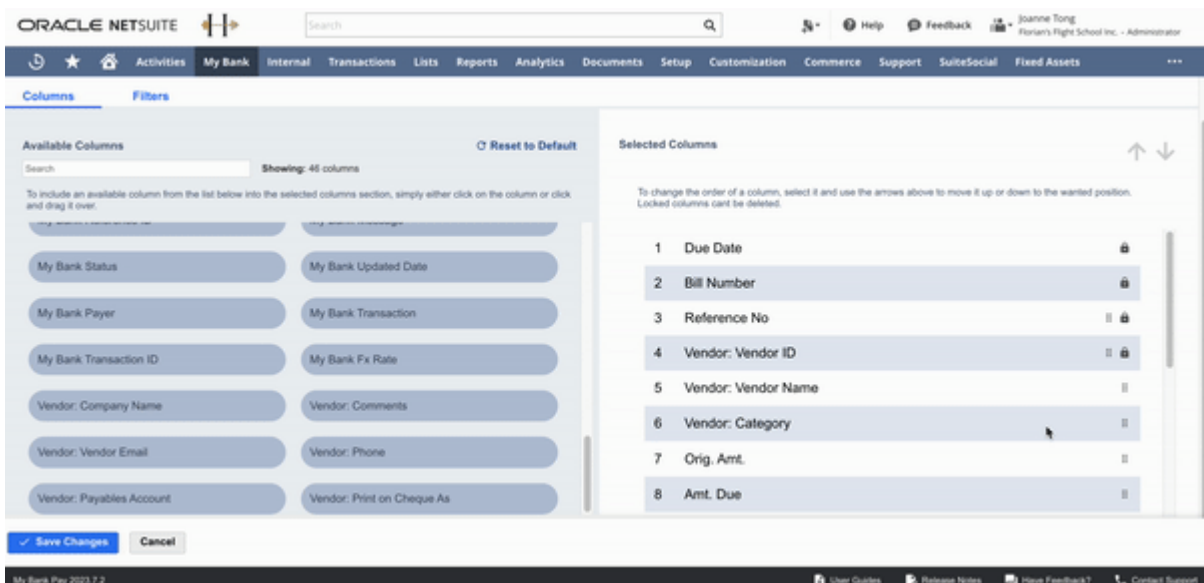 ORACLE NETSUITE
Search
Help
Feedback
Joanne Tong
Florian's Flight School Inc. - Administrator
Activities My Bank Internal Transactions Lists Reports Analytics Documents Setup Customization Commerce Support SuiteSocial Fixed Assets
Columns Filters
Available Columns
Reset to Default
Search
Showing: 46 columns
To include an available column from the list below into the selected columns section, simply either click on the column or click
and drag it over.
My Bank Reference ID My Bank Message
My Bank Status My Bank Updated Date
My Bank Payer My Bank Transaction
My Bank Transaction ID My Bank Fx Rate
Vendor: Company Name Vendor: Comments
Vendor: Vendor Email Vendor: Phone
Vendor: Payables Account Vendor: Print on Cheque As
Selected Columns
To change the order of a column, select it and use the arrows above to move it up or down to the wanted position.
Locked columns cant be deleted.
1 Due Date
2 Bill Number
3 Reference No
4 Vendor: Vendor ID
5 Vendor: Vendor Name
6 Vendor: Category
7 Orig. Amt.
8 Amt. Due
Save Changes Cancel
My Bank Pay 2023.7.2
User Guides Release Notes Have Feedback? Contact Support